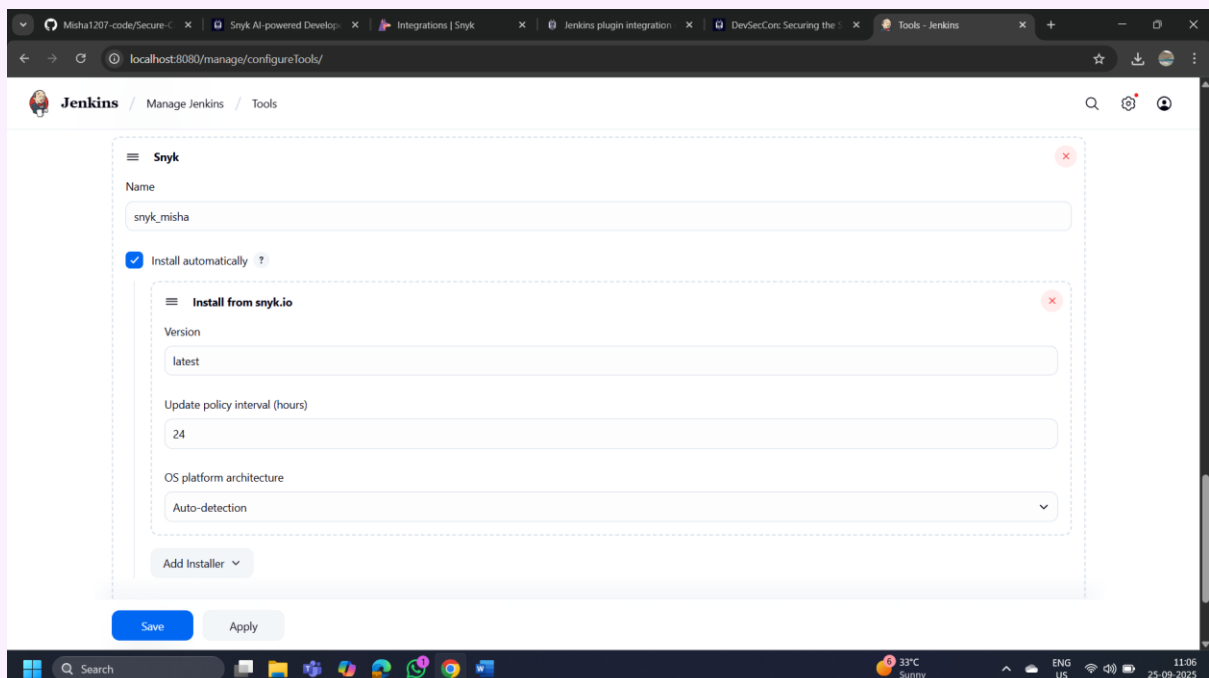 Misha1207-code/Secure-C
Snyk AI-powered Develop
Integrations | Snyk
Jenkins plugin integration
DevSecCon: Securing the S
Tools - Jenkins
localhost:8080/manage/configureTools/
Jenkins / Manage Jenkins / Tools
Snyk
Name
snyk_misha
Install automatically ?
Install from snyk.io
Version
latest
Update policy interval (hours)
24
OS platform architecture
Auto-detection
Add Installer
Save Apply
Search
1
6
33°C
Sunny
ENG
US
11:06
25-09-2025